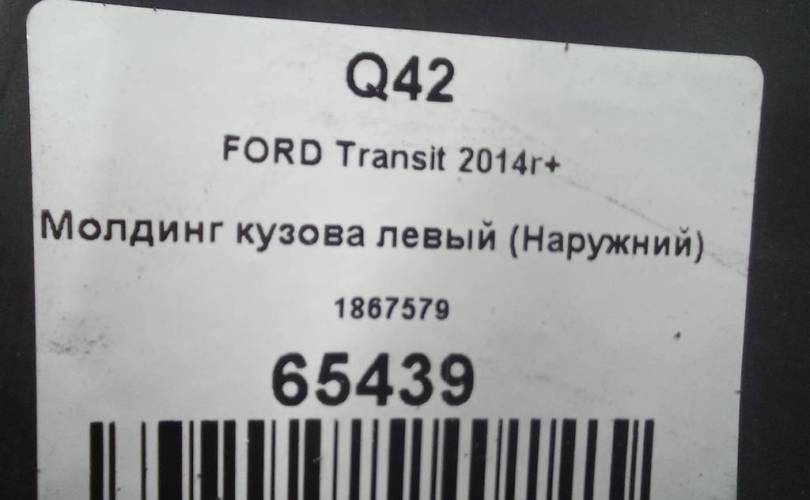 Q42
FORD Transit 2014г+
Молдинг кузова левый (Наружний)
1867579
65439